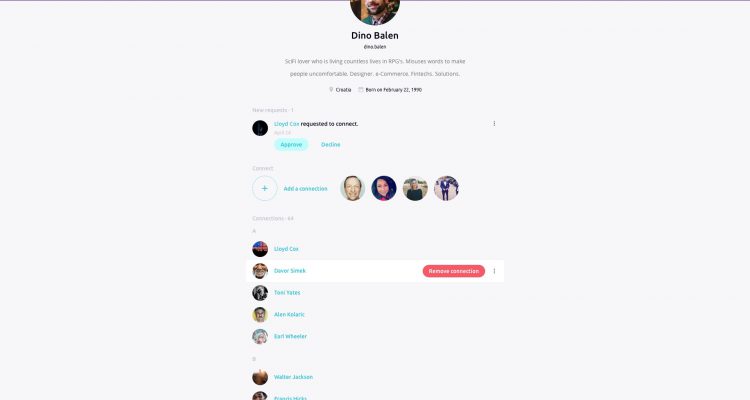 Dino Balen
dino.balen
SciFi lover who is living countless lives in RPG's. Misuses words to make
people uncomfortable. Designer. e-Commerce. Fintechs. Solutions.
Croatia Born on February 22, 1990
New requests · 1
Lloyd Cox requested to connect.
Approve Decline
Connect
Add a connection
Connections · 64
A
Lloyd Cox
Davor Simek Remove connection
Toni Yates
Alen Kolaric
Earl Wheeler
B
Walter Jackson
Francis Hicks